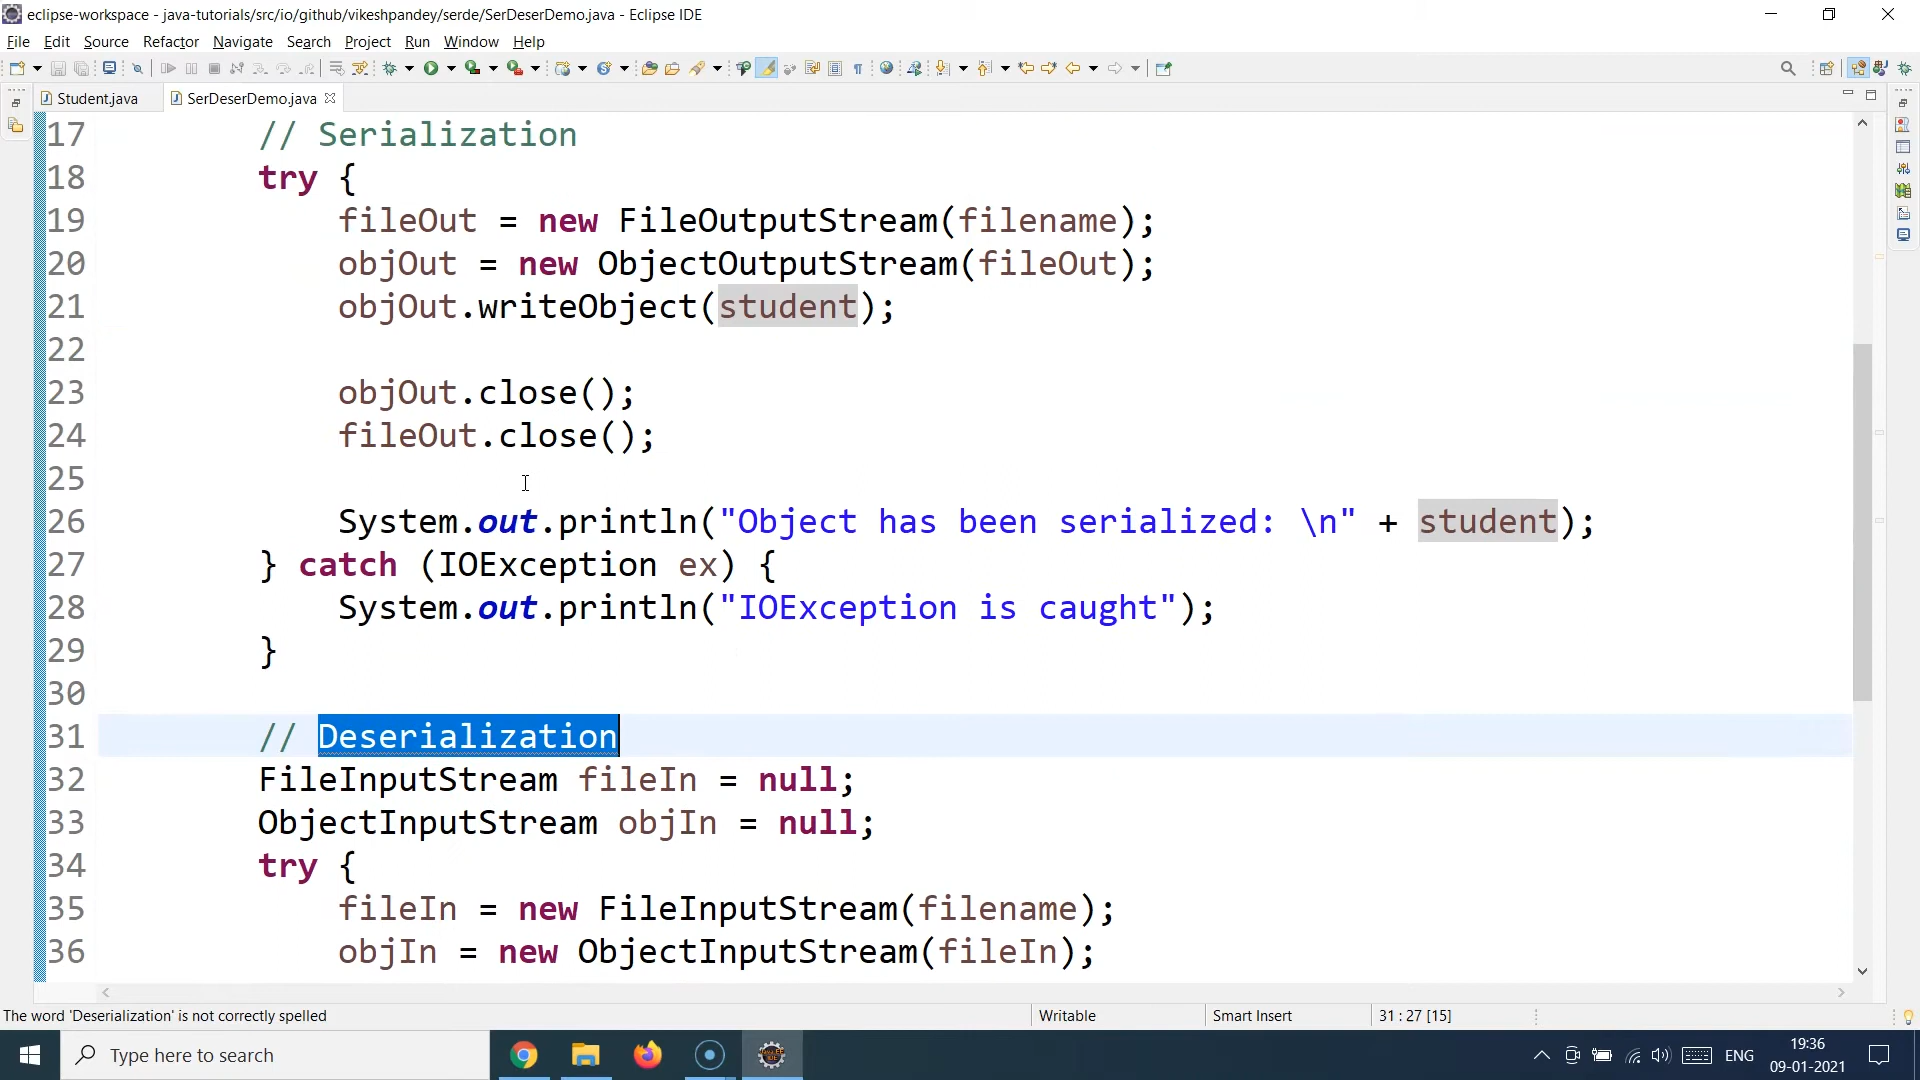 eclipse-workspace - java-tutorials/src/io/github/vikeshpandey/serde/SerDeserDemo.java - Eclipse IDE
File Edit Source Refactor Navigate Search Project Run Window Help
Student.java SerDeserDemo.java
17 // Serialization
18 try {
19 fileOut = new FileOutputStream(filename);
20 objOut = new ObjectOutputStream(fileOut);
21 objOut.writeObject(student);
22
23 objOut.close();
24 fileOut.close();
25
26 System.out.println("Object has been serialized: \n" + student);
27 } catch (IOException ex) {
28 System.out.println("IOException is caught");
29 }
30
31 // Deserialization
32 FileInputStream fileIn = null;
33 ObjectInputStream objIn = null;
34 try {
35 fileIn = new FileInputStream(filename);
36 objIn = new ObjectInputStream(fileIn);
The word 'Deserialization' is not correctly spelled Writable Smart Insert 31 : 27 [15]
Type here to search ENG 19:36
09-01-2021